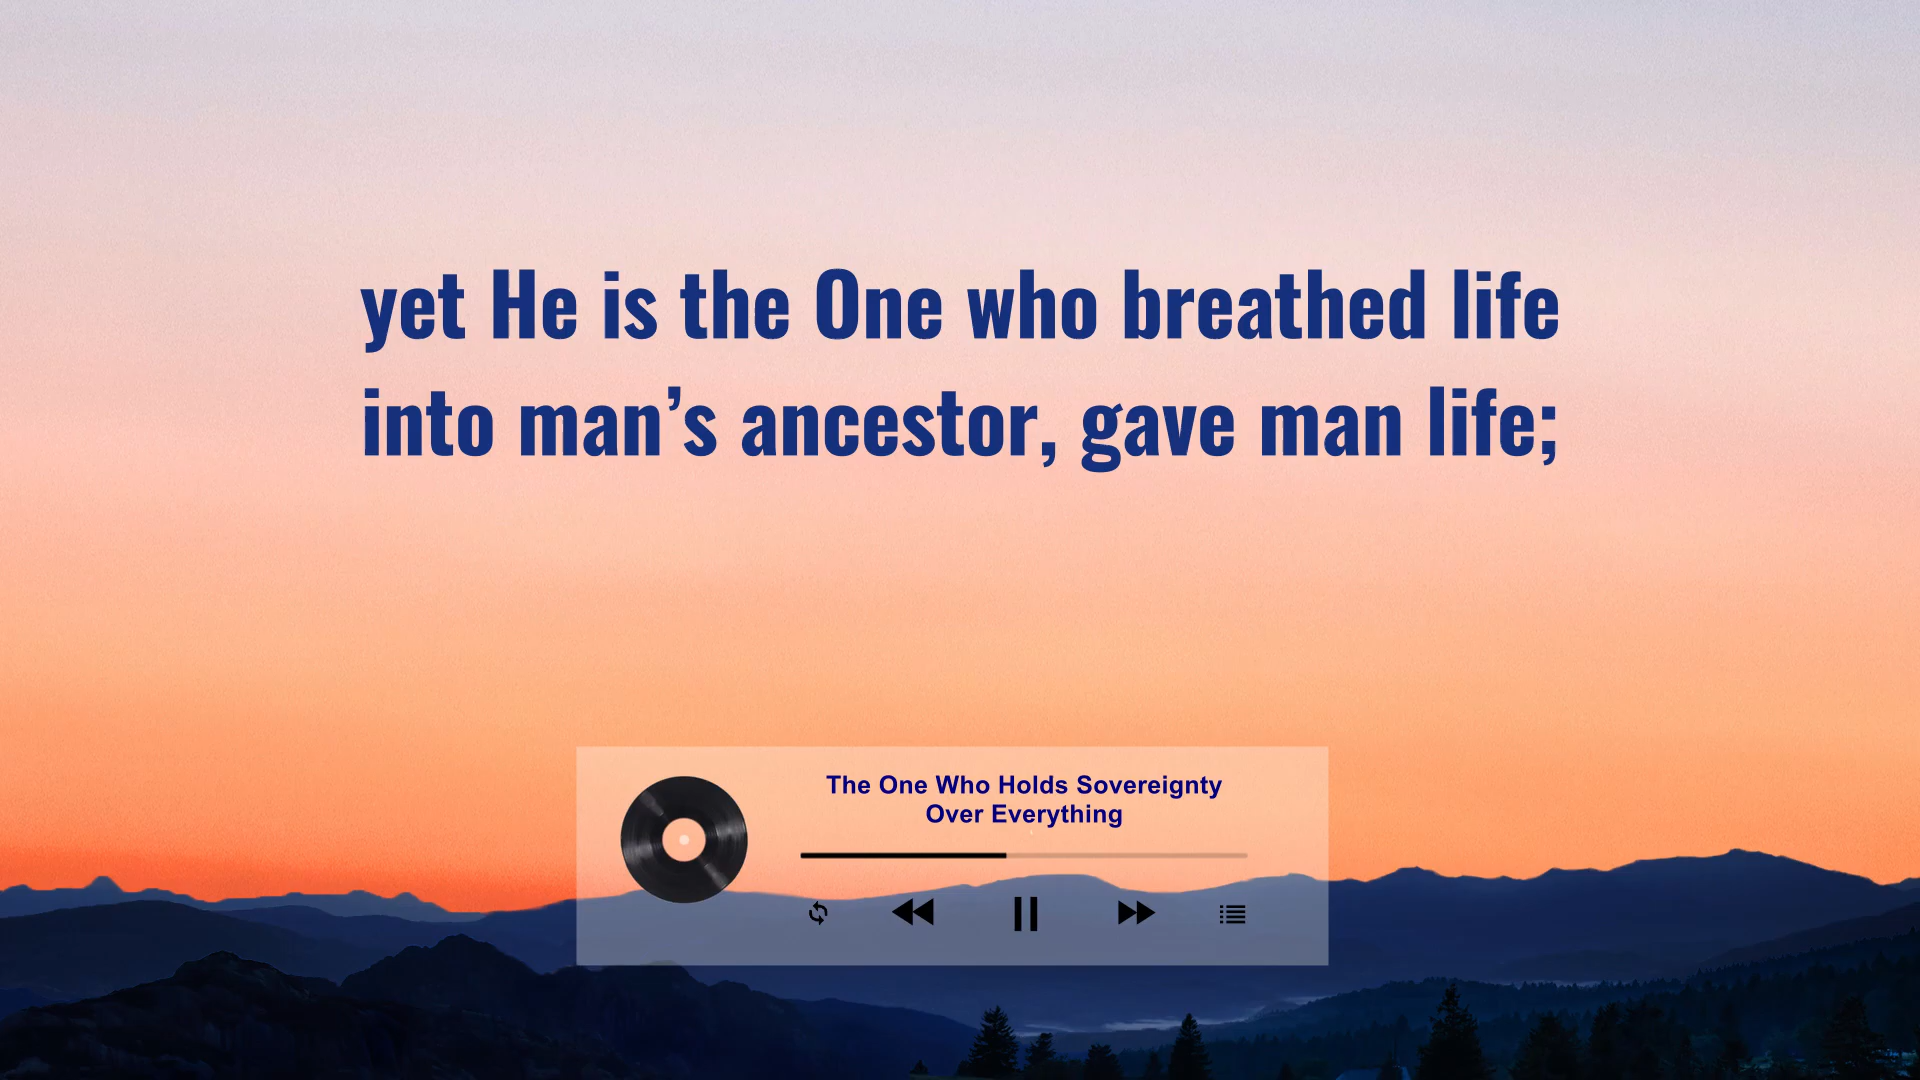 yet He is the One who breathed life
into man’s ancestor, gave man life;
The One Who Holds Sovereignty
Over Everything